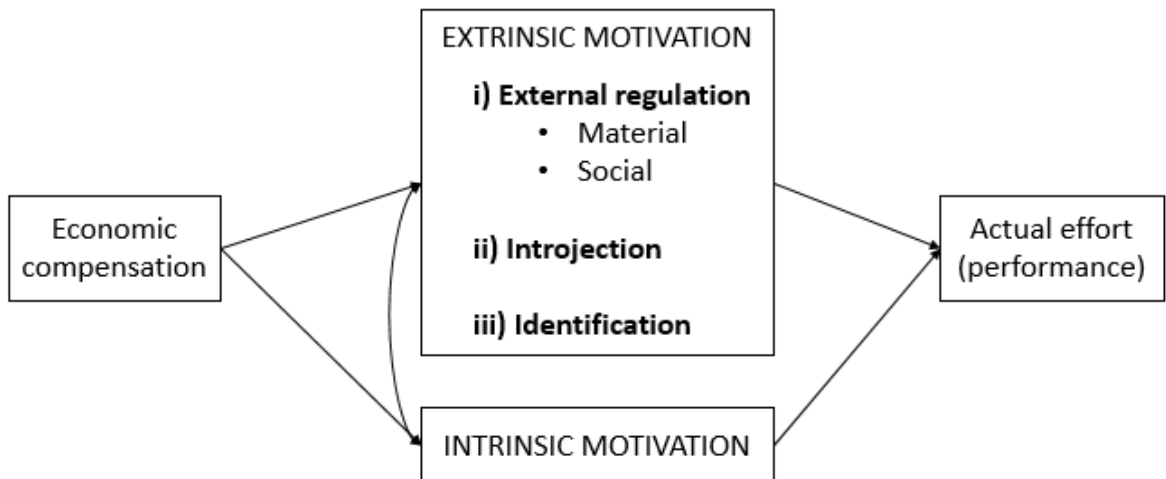 EXTRINSIC MOTIVATION
i) External regulation
• Material
• Social
ii) Introjection
iii) Identification
Economic
compensation
Actual effort
(performance)
INTRINSIC MOTIVATION